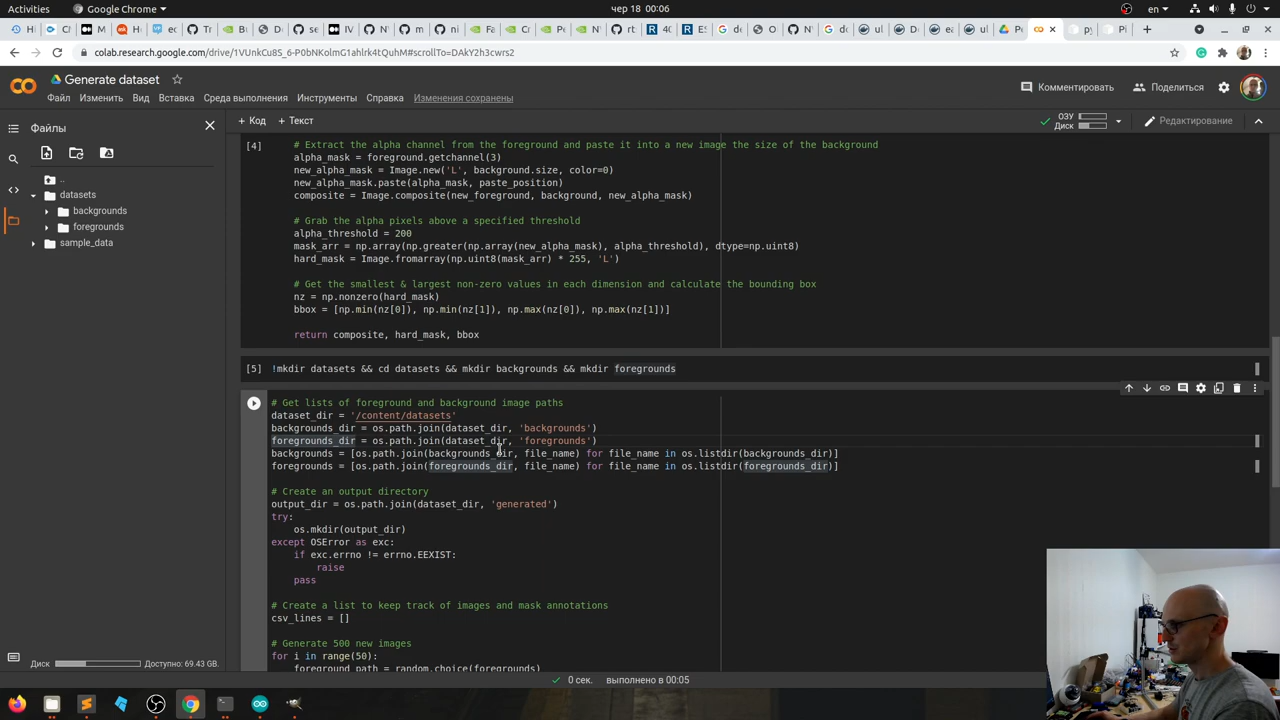 Activities
Google Chrome
чер 18 00:06
en
colab.research.google.com/drive/1VUnkCu8S_6-P0bNKolmG1ahlrk4tQuhM#scrollTo=DAky2h3cwrs2
Generate dataset
Комментировать
Поделиться
Файл Изменить Вид Вставка Среда выполнения Инструменты Справка Изменения сохранены
Файлы
+ Код + Текст
ОЗУ
Диск
Редактирование
..
datasets
backgrounds
foregrounds
sample_data
[4]
# Extract the alpha channel from the foreground and paste it into a new image the size of the background
alpha_mask = foreground.getchannel(3)
new_alpha_mask = Image.new('L', background.size, color=0)
new_alpha_mask.paste(alpha_mask, paste_position)
composite = Image.composite(new_foreground, background, new_alpha_mask)
# Grab the alpha pixels above a specified threshold
alpha_threshold = 200
mask_arr = np.array(np.greater(np.array(new_alpha_mask), alpha_threshold), dtype=np.uint8)
hard_mask = Image.fromarray(np.uint8(mask_arr) * 255, 'L')
# Get the smallest & largest non-zero values in each dimension and calculate the bounding box
nz = np.nonzero(hard_mask)
bbox = [np.min(nz[0]), np.min(nz[1]), np.max(nz[0]), np.max(nz[1])]
return composite, hard_mask, bbox
[5] !mkdir datasets && cd datasets && mkdir backgrounds && mkdir foregrounds
# Get lists of foreground and background image paths
dataset_dir = '/content/datasets'
backgrounds_dir = os.path.join(dataset_dir, 'backgrounds')
foregrounds_dir = os.path.join(dataset_dir, 'foregrounds')
backgrounds = [os.path.join(backgrounds_dir, file_name) for file_name in os.listdir(backgrounds_dir)]
foregrounds = [os.path.join(foregrounds_dir, file_name) for file_name in os.listdir(foregrounds_dir)]
# Create an output directory
output_dir = os.path.join(dataset_dir, 'generated')
try:
os.mkdir(output_dir)
except OSError as exc:
if exc.errno != errno.EEXIST:
raise
pass
# Create a list to keep track of images and mask annotations
csv_lines = []
# Generate 500 new images
for i in range(50):
foreground_path = random.choice(foregrounds)
Диск
Доступно: 69.43 GB
0 сек. выполнено в 00:05